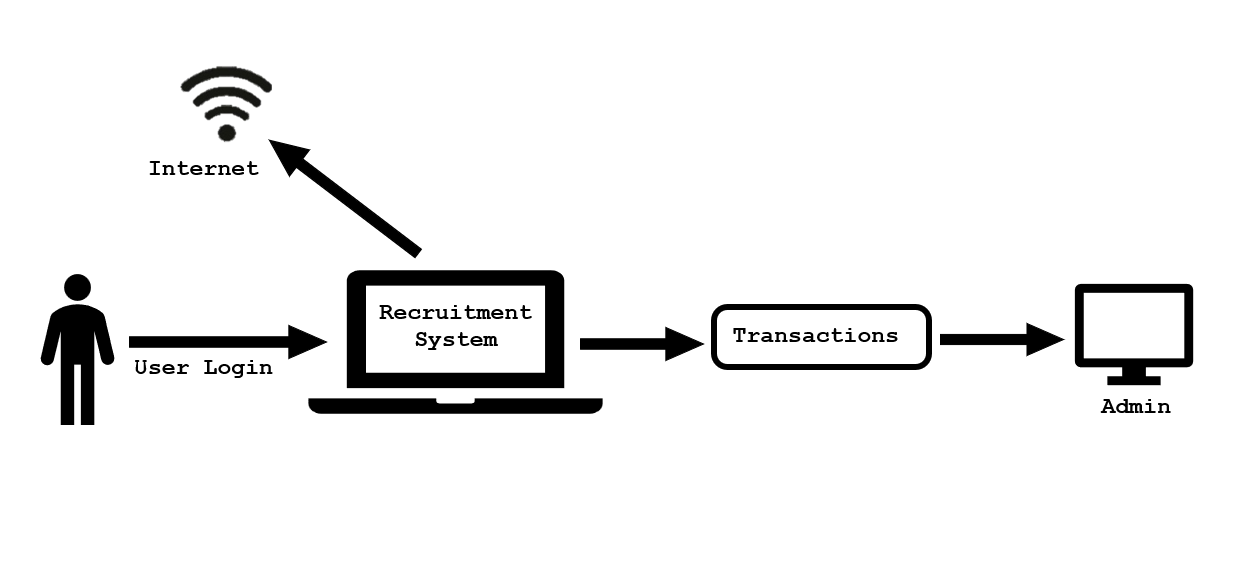 Internet
User Login
Recruitment
System
Transactions
Admin